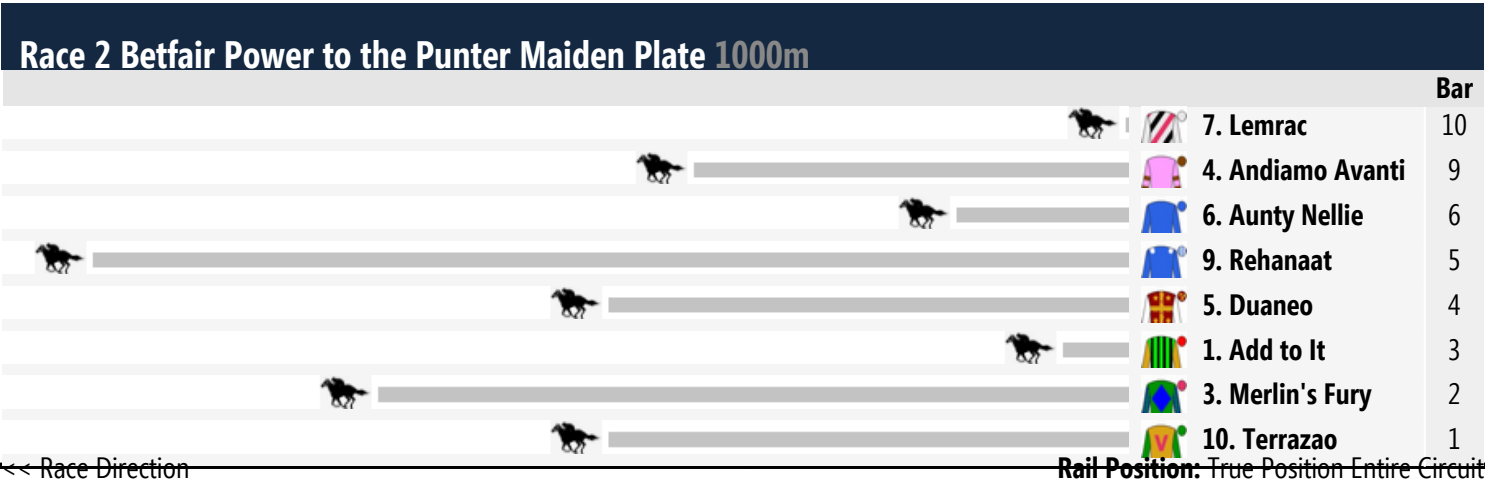 Race 2 Betfair Power to the Punter Maiden Plate 1000m
Bar
7. Lemrac 10
4. Andiamo Avanti 9
6. Aunty Nellie 6
9. Rehanaat 5
5. Duaneo 4
1. Add to It 3
3. Merlin's Fury 2
V 10. Terrazao 1
<< Race Direction Rail Position: True Position Entire Circuit